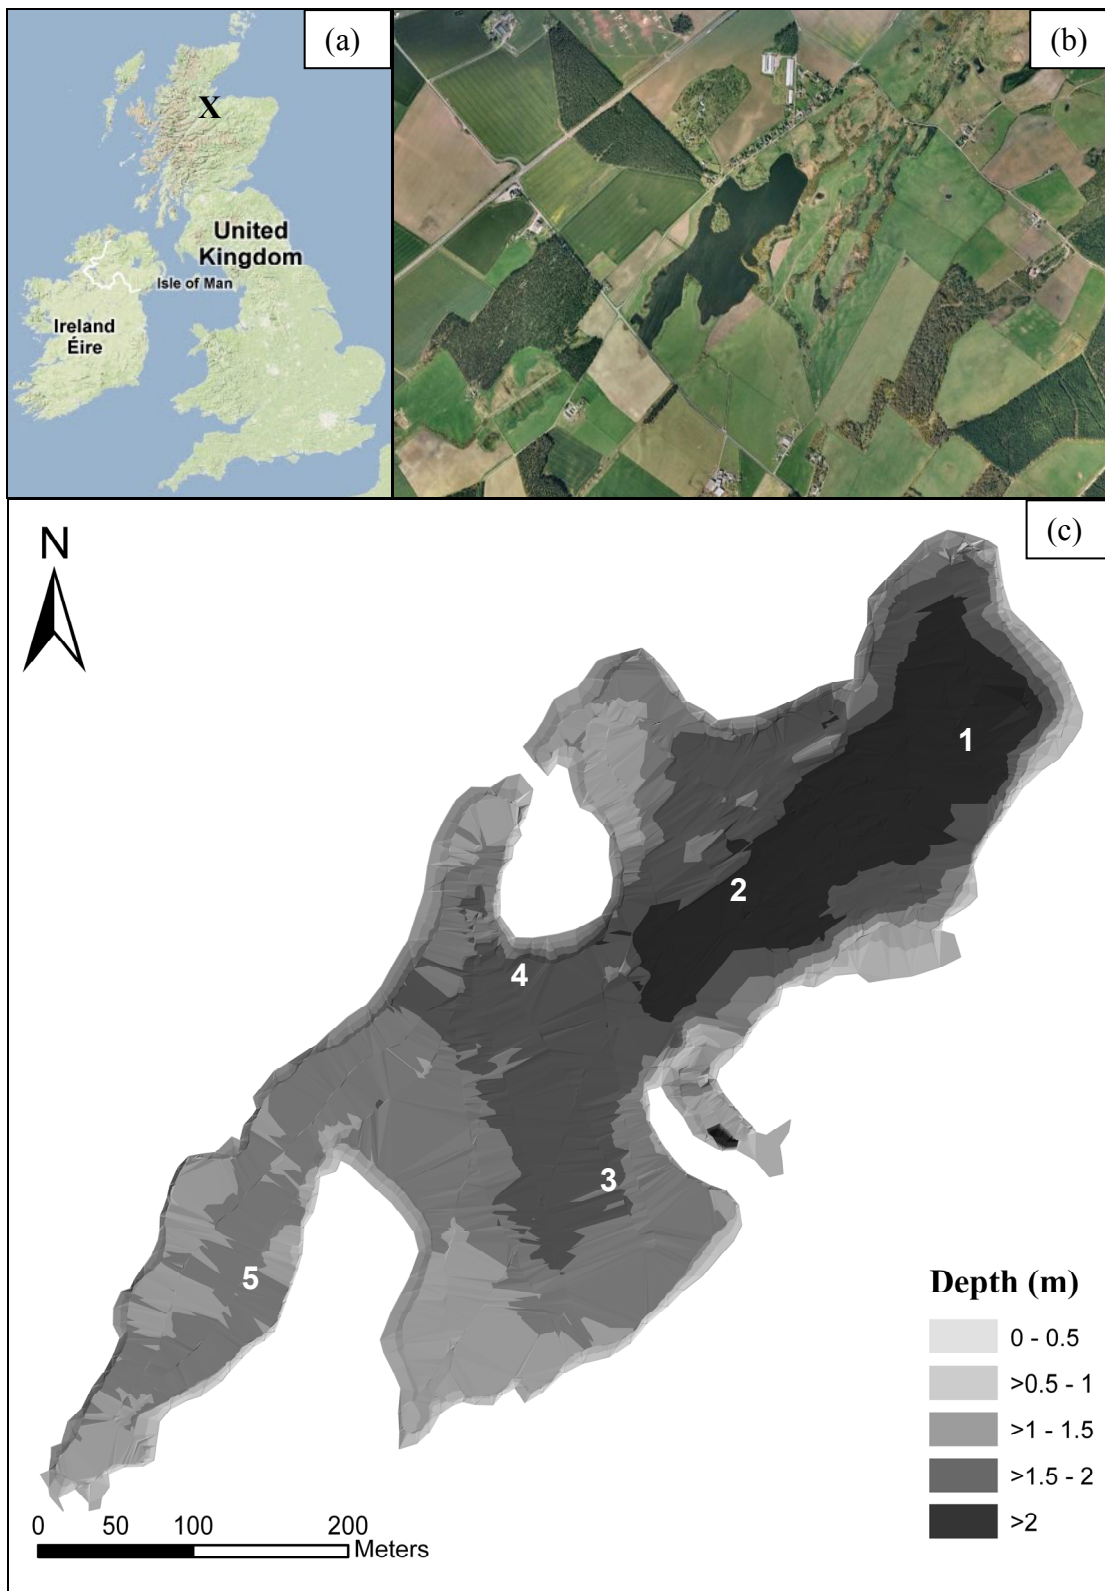 (a)
X
United
Kingdom
Isle of Man
Ireland
Éire
(b)
(c)
N
1
2
4
3
5
Depth (m)
0 - 0.5
>0.5 - 1
>1 - 1.5
>1.5 - 2
>2
0 50 100 200
Meters